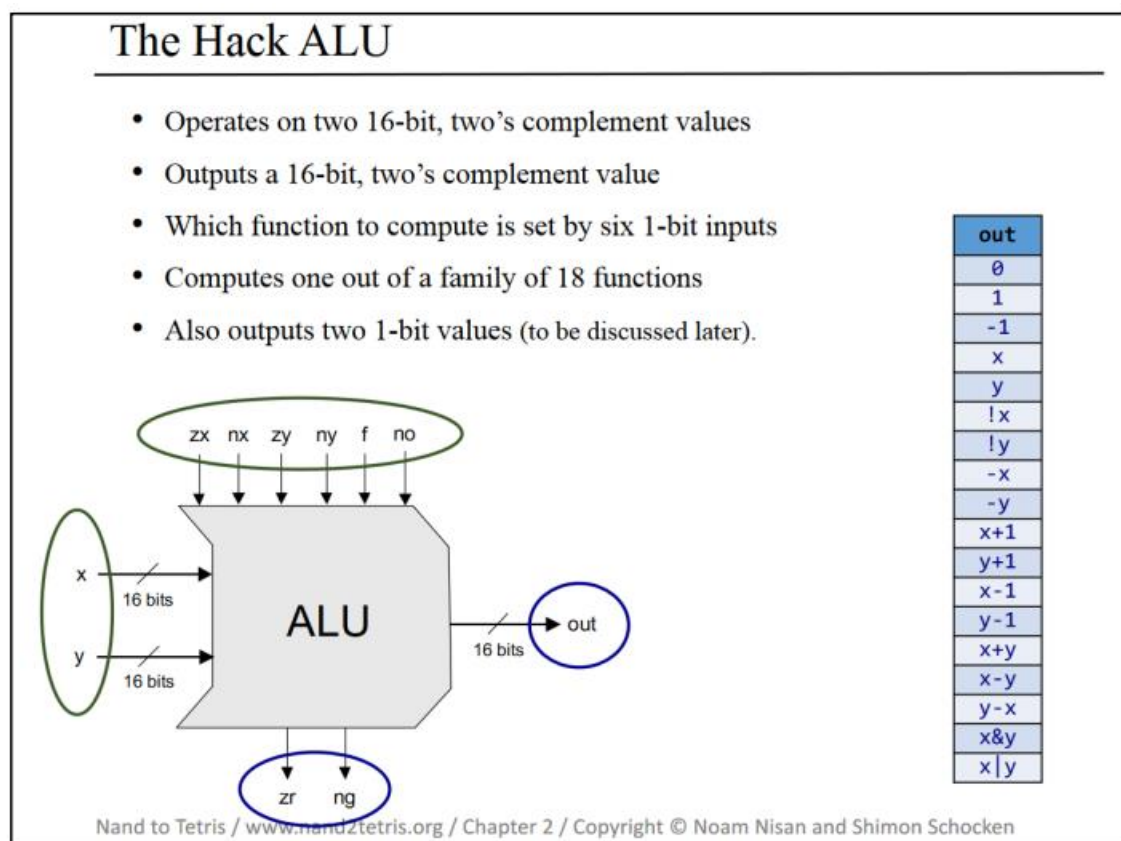 The Hack ALU
• Operates on two 16-bit, two’s complement values
• Outputs a 16-bit, two’s complement value
• Which function to compute is set by six 1-bit inputs
• Computes one out of a family of 18 functions
• Also outputs two 1-bit values (to be discussed later).
zx nx zy ny f no
x
16 bits
y
16 bits
ALU
16 bits
out
zr ng
out
0
1
-1
x
y
!x
!y
-x
-y
x+1
y+1
x-1
y-1
x+y
x-y
y-x
x&y
x|y
Nand to Tetris / www.nand2tetris.org / Chapter 2 / Copyright © Noam Nisan and Shimon Schocken